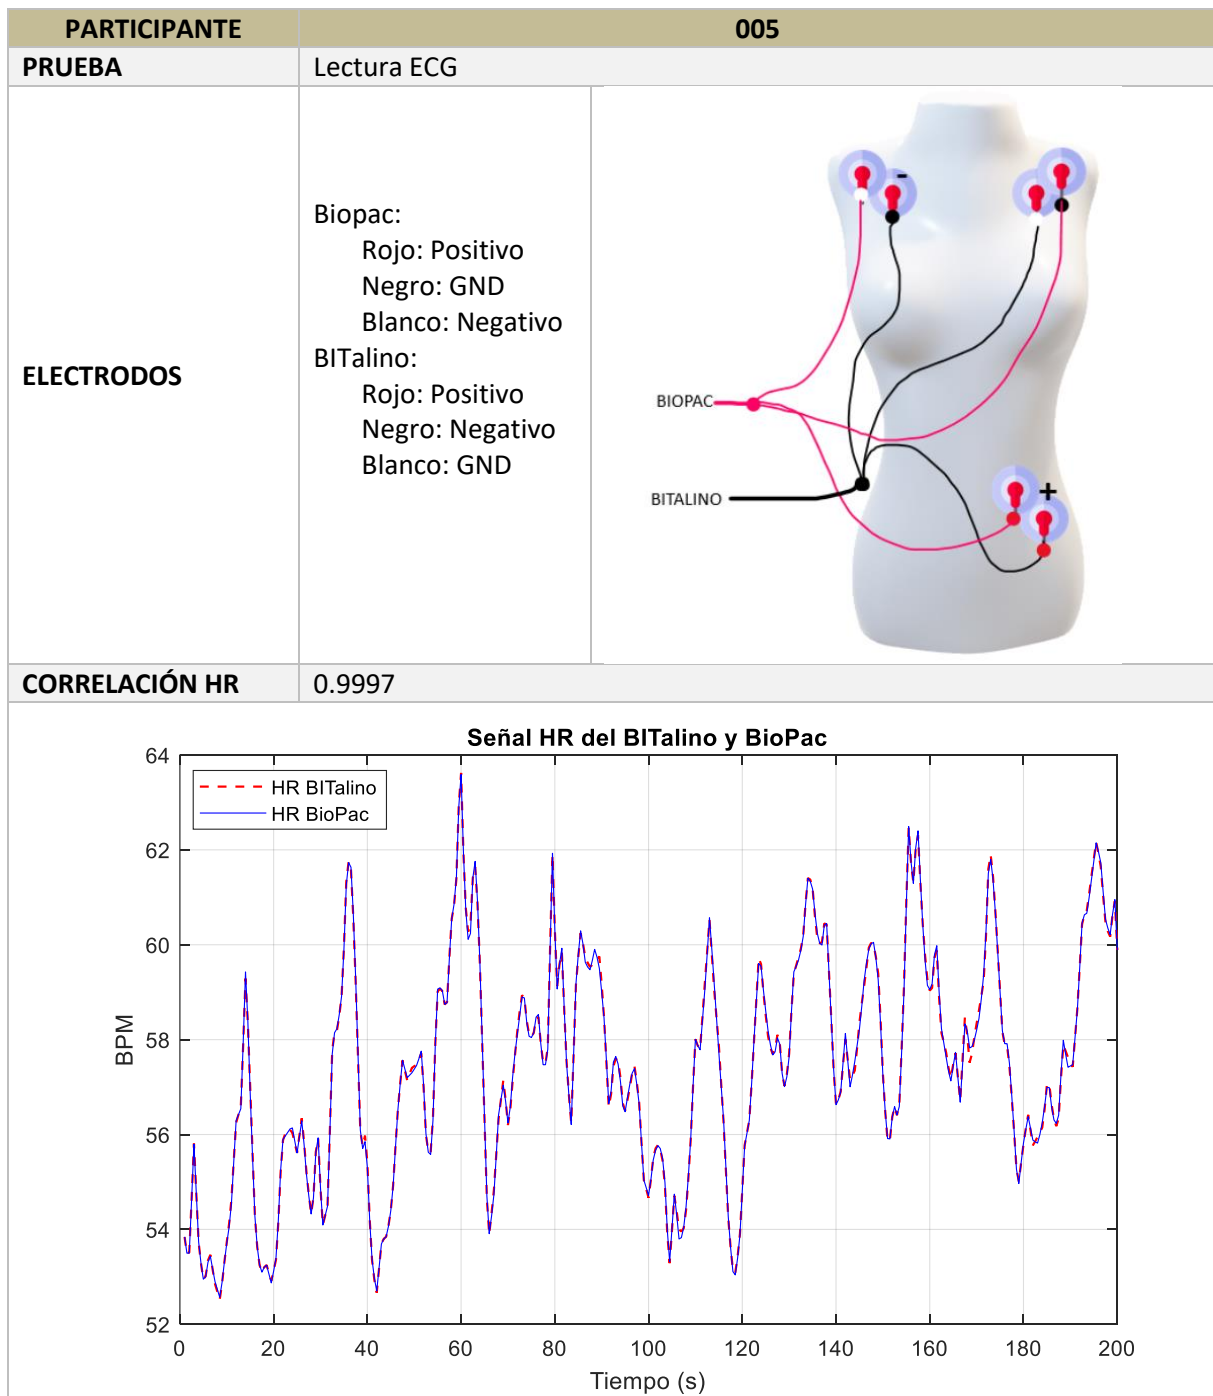 PARTICIPANTE 005
PRUEBA Lectura ECG
ELECTRODOS
Biopac:
Rojo: Positivo
Negro: GND
Blanco: Negativo
BITalino:
Rojo: Positivo
Negro: Negativo
Blanco: GND
-
BIOPAC
+
BITALINO
CORRELACIÓN HR 0.9997
Señal HR del BITalino y BioPac
HR BITalino
HR BioPac
BPM
64
62
60
58
56
54
52
0 20 40 60 80 100 120 140 160 180 200
Tiempo (s)